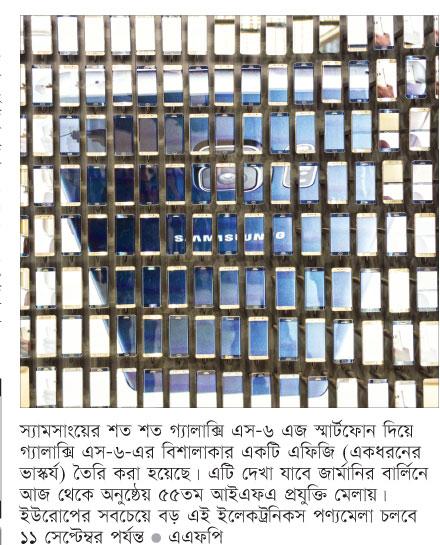 SAMSUNG
স্যামসাংয়ের শত শত গ্যালাক্সি এস-৬ এজ স্মার্টফোন দিয়ে
গ্যালাক্সি এস-৬-এর বিশালাকার একটি এফিজি (একধরনের
ভাস্কর্য) তৈরি করা হয়েছে। এটি দেখা যাবে জার্মানির বার্লিনে
আজ থেকে অনুষ্ঠেয় ৫৫তম আইএফএ প্রযুক্তি মেলায়।
ইউরোপের সবচেয়ে বড় এই ইলেকট্রনিকস পণ্যমেলা চলবে
১১ সেপ্টেম্বর পর্যন্ত ● এএফপি